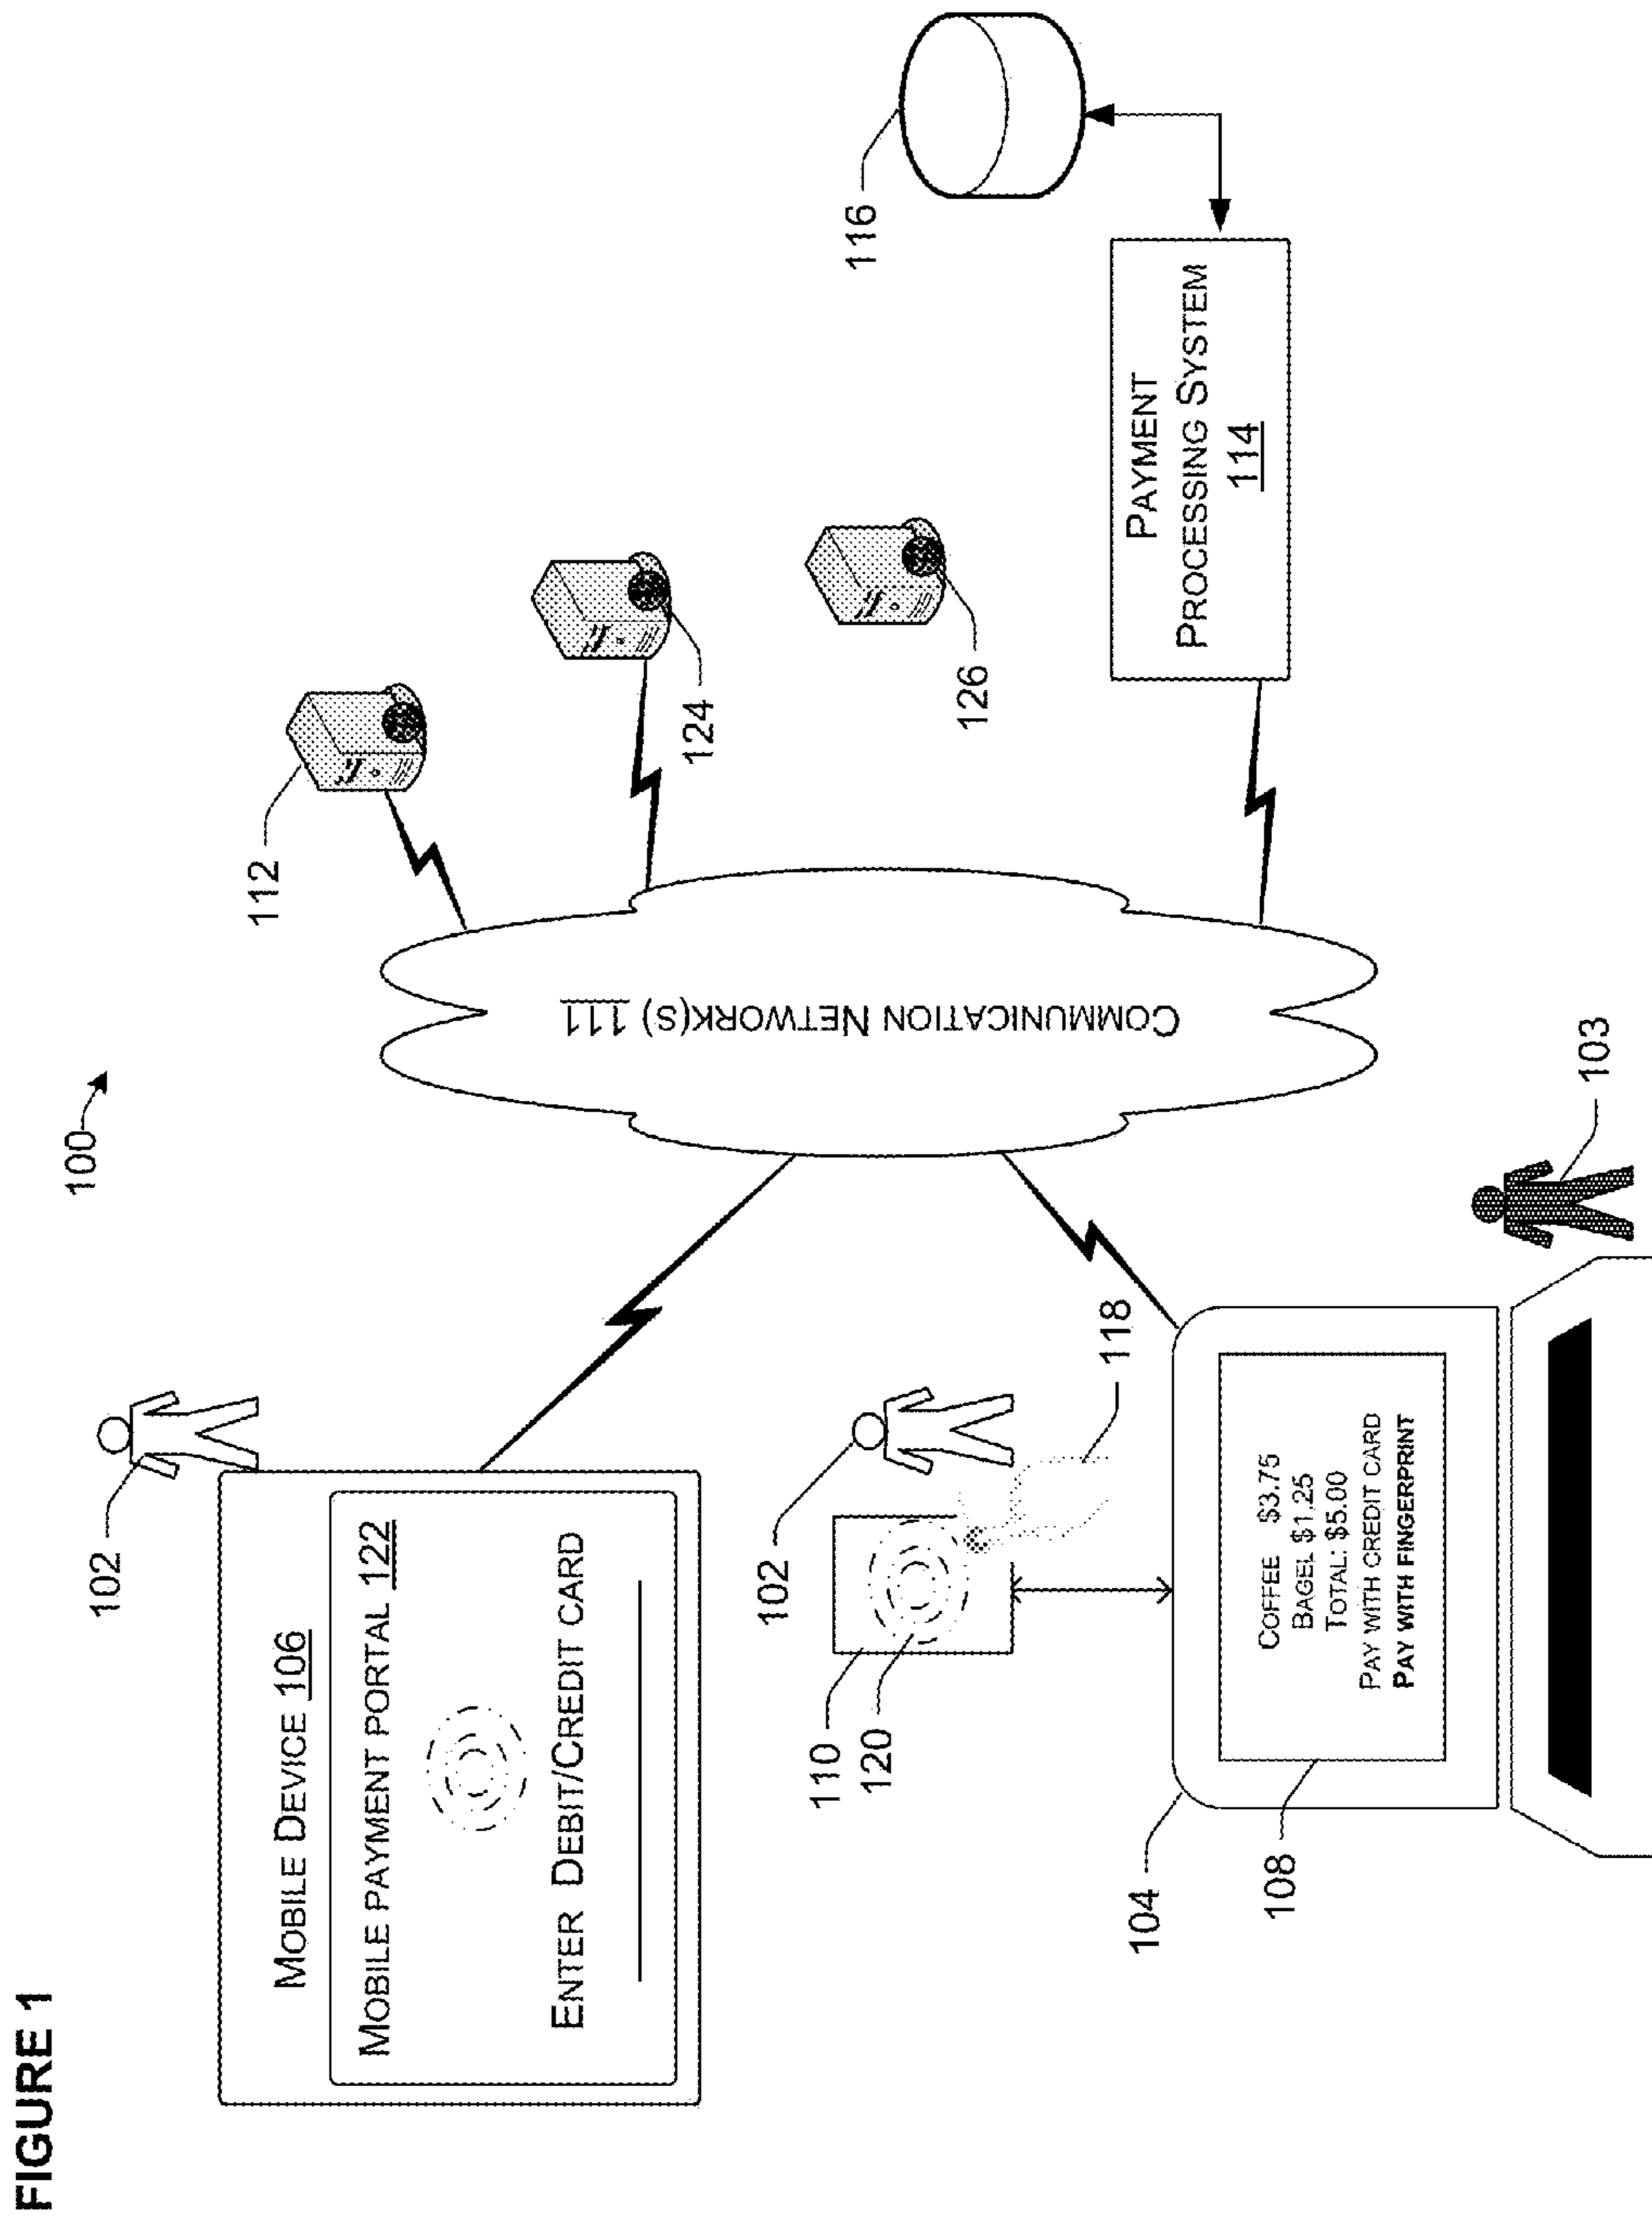 FIGURE 1
100
102
MOBILE DEVICE 106
MOBILE PAYMENT PORTAL 122
ENTER DEBIT/CREDIT CARD
112
124
126
COMMUNICATION NETWORK(S) 111
102
110
120
118
116
PAYMENT
PROCESSING SYSTEM
114
104
108
COFFEE $3.75
BAGEL $1.25
TOTAL: $5.00
PAY WITH CREDIT CARD
PAY WITH FINGERPRINT
103